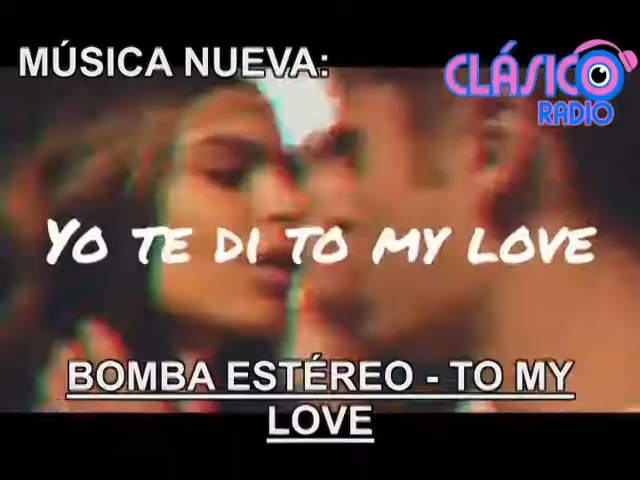 MÚSICA NUEVA:
CLÁSICO
RADIO
YO TE DI TO MY LOVE
BOMBA ESTÉREO - TO MY
LOVE